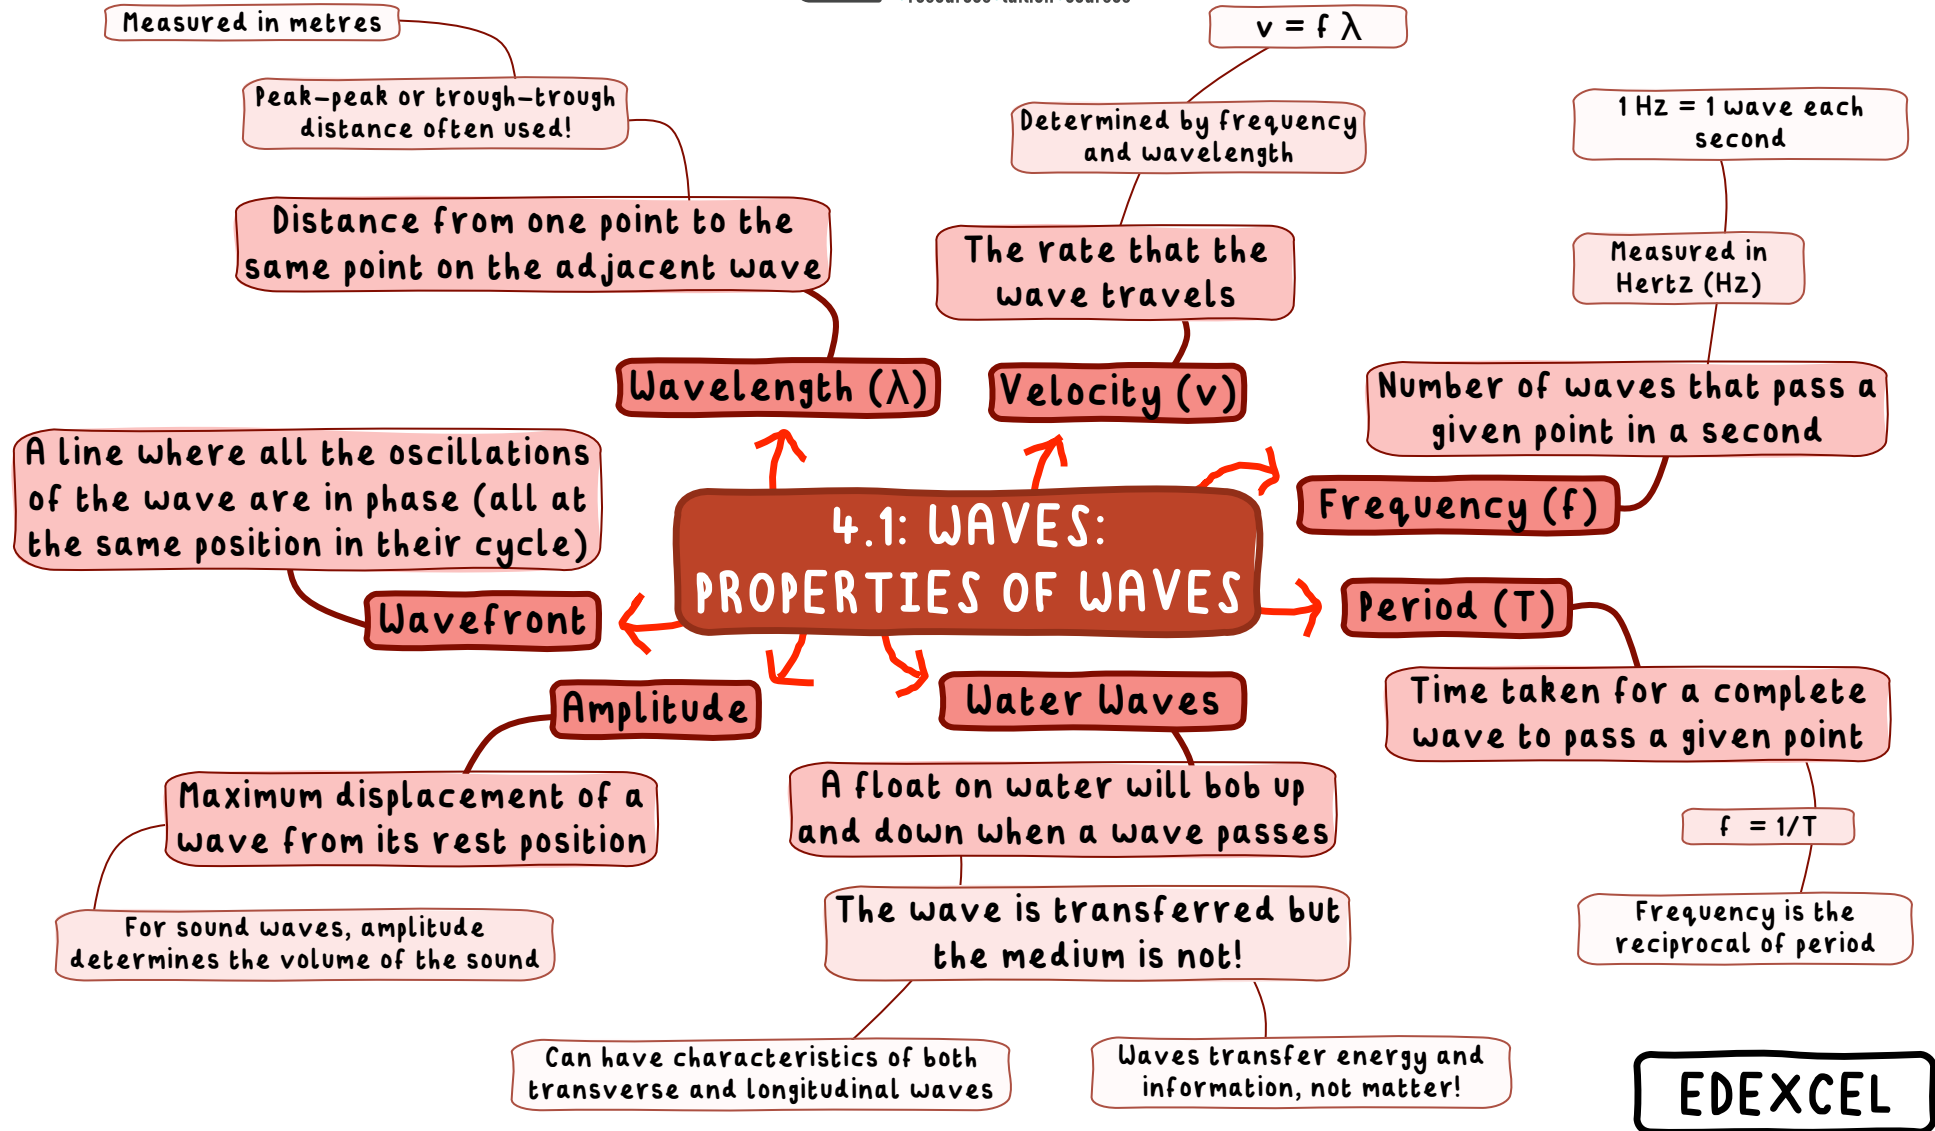 Measured in metres
Peak-peak or trough-trough
distance often used!
Distance from one point to the
same point on the adjacent wave
Wavelength (λ)
v = f λ
Determined by frequency
and wavelength
The rate that the
wave travels
Velocity (v)
1 Hz = 1 wave each
second
Measured in
Hertz (Hz)
Number of waves that pass a
given point in a second
Frequency (f)
A line where all the oscillations
of the wave are in phase (all at
the same position in their cycle)
Wavefront
4.1: WAVES:
PROPERTIES OF WAVES
Period (T)
Time taken for a complete
wave to pass a given point
f = 1/T
Frequency is the
reciprocal of period
Amplitude
Maximum displacement of a
wave from its rest position
For sound waves, amplitude
determines the volume of the sound
Water Waves
A float on water will bob up
and down when a wave passes
The wave is transferred but
the medium is not!
Can have characteristics of both
transverse and longitudinal waves
Waves transfer energy and
information, not matter!
EDEXCEL